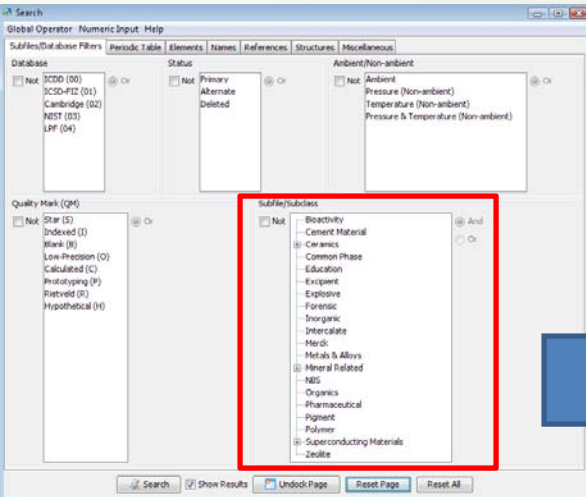 Search
Global Operator Numeric Input Help
Subfiles/Database Filters Periodic Table Elements Names References Structures Miscellaneous
Database
Not
ICDD (00)
ICSD-FIZ (01)
Cambridge (02)
NIST (03)
LPF (04)
Or
Status
Not
Primary
Alternate
Deleted
Or
Ambient/Non-ambient
Not
Ambient
Pressure (Non-ambient)
Temperature (Non-ambient)
Pressure & Temperature (Non-ambient)
Or
Quality Mark (QM)
Not
Star (S)
Indexed (I)
Blank (B)
Low-Precision (O)
Calculated (C)
Prototyping (P)
Rietveld (R)
Hypothetical (H)
Or
Subfile/Subclass
Not
Bioactivity
Cement Material
Ceramics
Common Phase
Education
Excipient
Explosive
Forensic
Inorganic
Intercalate
Merck
Metals & Alloys
Mineral Related
NBS
Organics
Pharmaceutical
Pigment
Polymer
Superconducting Materials
Zeolite
And
Or
Search Show Results Undock Page Reset Page Reset All